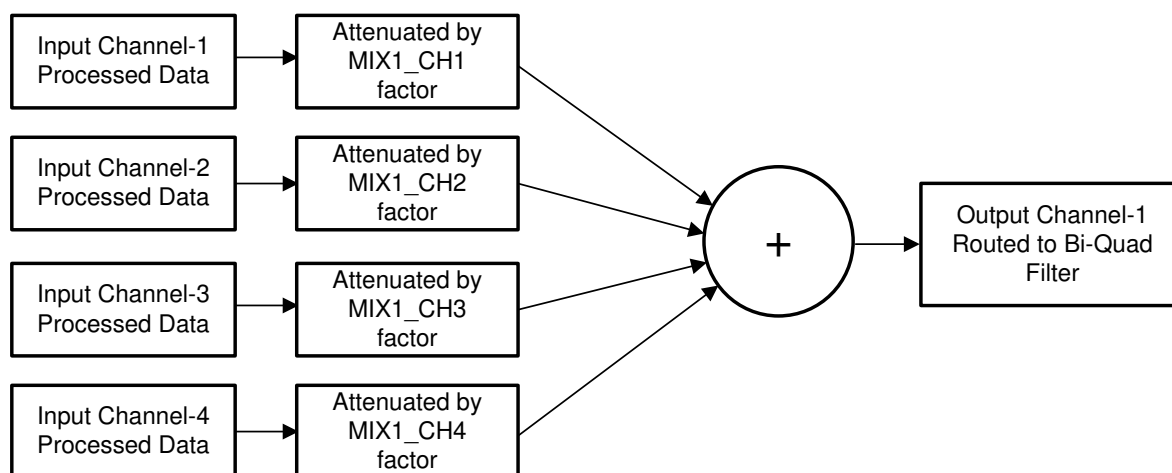 Input Channel-1
Processed Data
Attenuated by
MIX1_CH1
factor
Input Channel-2
Processed Data
Attenuated by
MIX1_CH2
factor
Input Channel-3
Processed Data
Attenuated by
MIX1_CH3
factor
Input Channel-4
Processed Data
Attenuated by
MIX1_CH4
factor
+
Output Channel-1
Routed to Bi-Quad
Filter